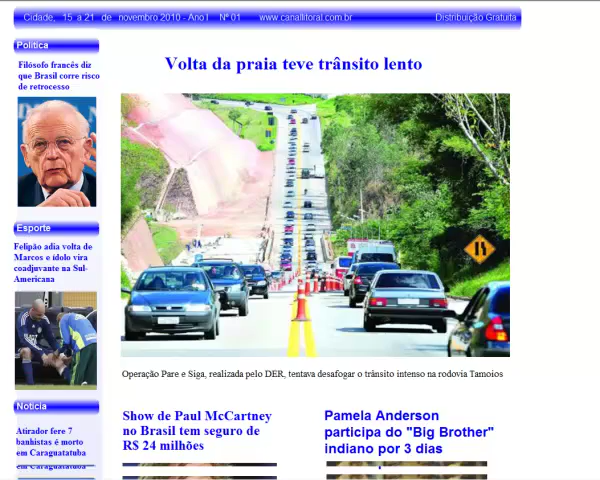 Cidade, 15 a 21 de novembro 2010 - Ano I Nº 01 www.canallitoral.com.br Distribuição Gratuita
Política
Filósofo francês diz
que Brasil corre risco
de retrocesso
Esporte
Felipão adia volta de
Marcos e ídolo vira
coadjuvante na Sul-
Americana
Notícia
Atirador fere 7
banhistas é morto
em Caraguatatuba
em Caraguatatuba
Volta da praia teve trânsito lento
Operação Pare e Siga, realizada pelo DER, tentava desafogar o trânsito intenso na rodovia Tamoios
Show de Paul McCartney
no Brasil tem seguro de
R$ 24 milhões
Pamela Anderson
participa do "Big Brother"
indiano por 3 dias